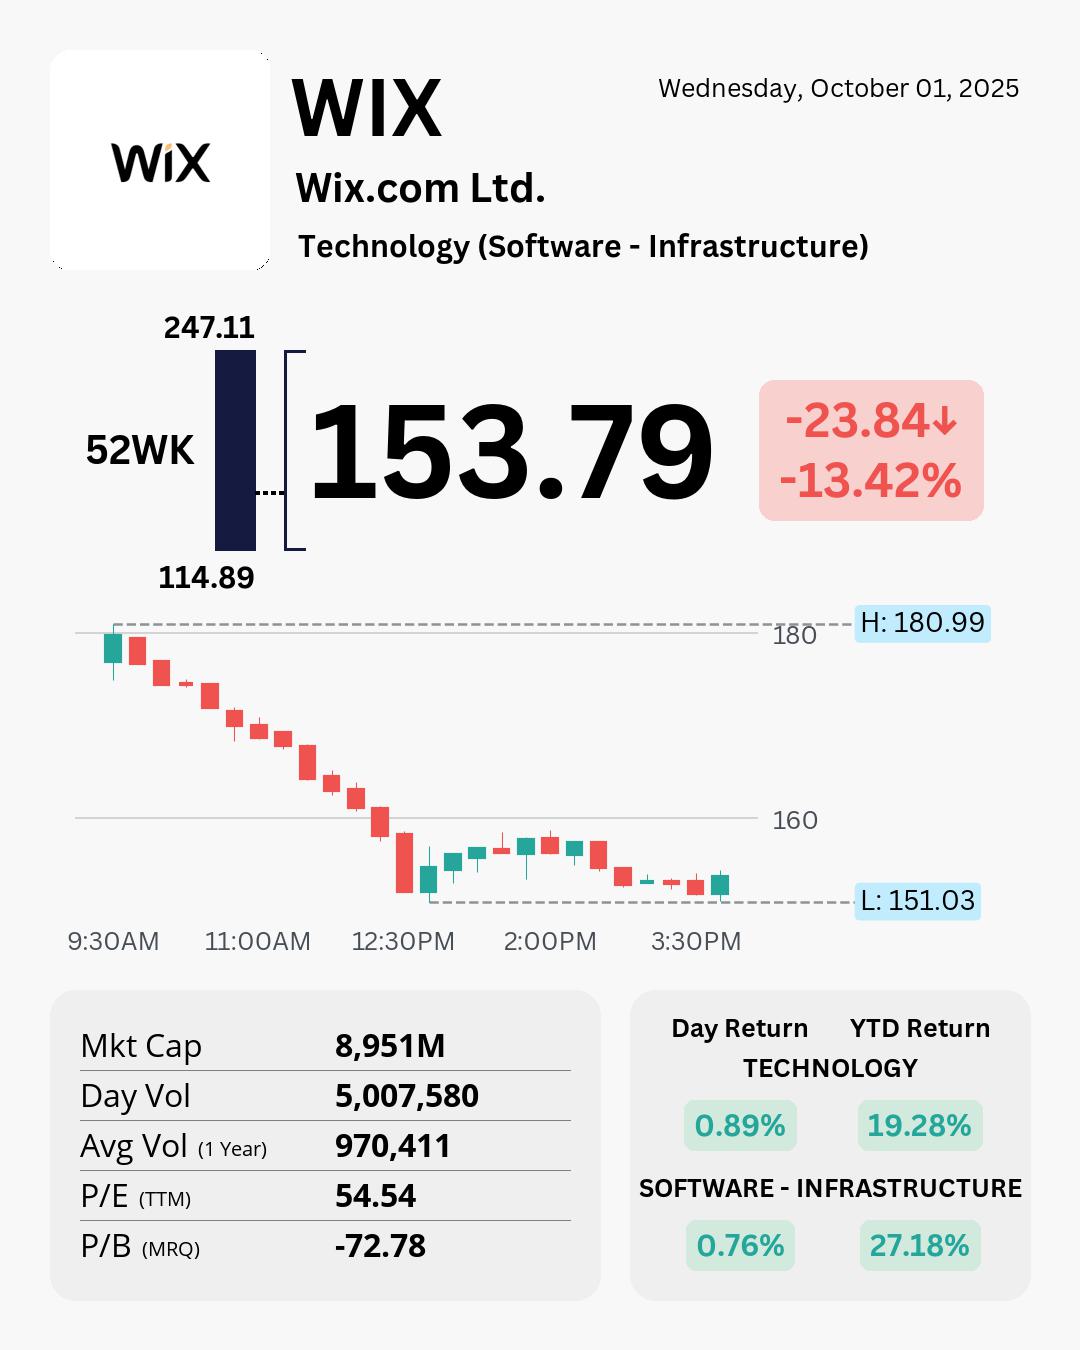 WiX
WIX
Wednesday, October 01, 2025
Wix.com Ltd.
Technology (Software - Infrastructure)
247.11
52WK
153.79
-23.84↓
-13.42%
114.89
180
H: 180.99
160
L: 151.03
9:30AM 11:00AM 12:30PM 2:00PM 3:30PM
Mkt Cap 8,951M
Day Vol 5,007,580
Avg Vol (1 Year) 970,411
P/E (TTM) 54.54
P/B (MRQ) -72.78
Day Return YTD Return
TECHNOLOGY
0.89% 19.28%
SOFTWARE - INFRASTRUCTURE
0.76% 27.18%